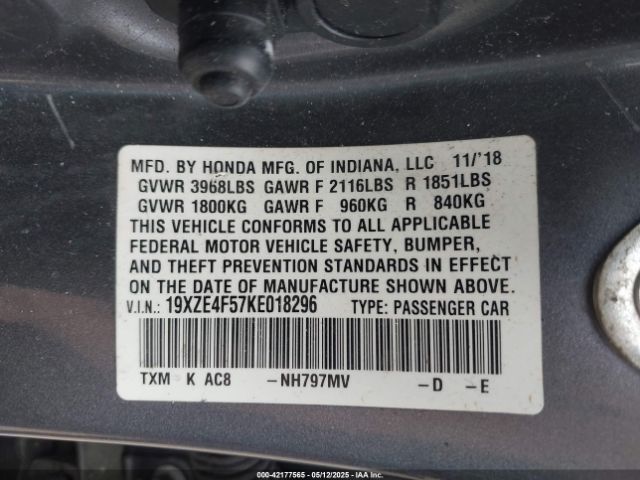 MFD. BY HONDA MFG. OF INDIANA, LLC 11/'18
GVWR 3968LBS GAWR F 2116LBS R 1851LBS
GVWR 1800KG GAWR F 960KG R 840KG
THIS VEHICLE CONFORMS TO ALL APPLICABLE
FEDERAL MOTOR VEHICLE SAFETY, BUMPER,
AND THEFT PREVENTION STANDARDS IN EFFECT
ON THE DATE OF MANUFACTURE SHOWN ABOVE.
V.I.N.: 19XZE4F57KE018296 TYPE: PASSENGER CAR
TXM K AC8 -NH797MV -D -E
000-42177565 - 05/12/2025 - IAAI.COM